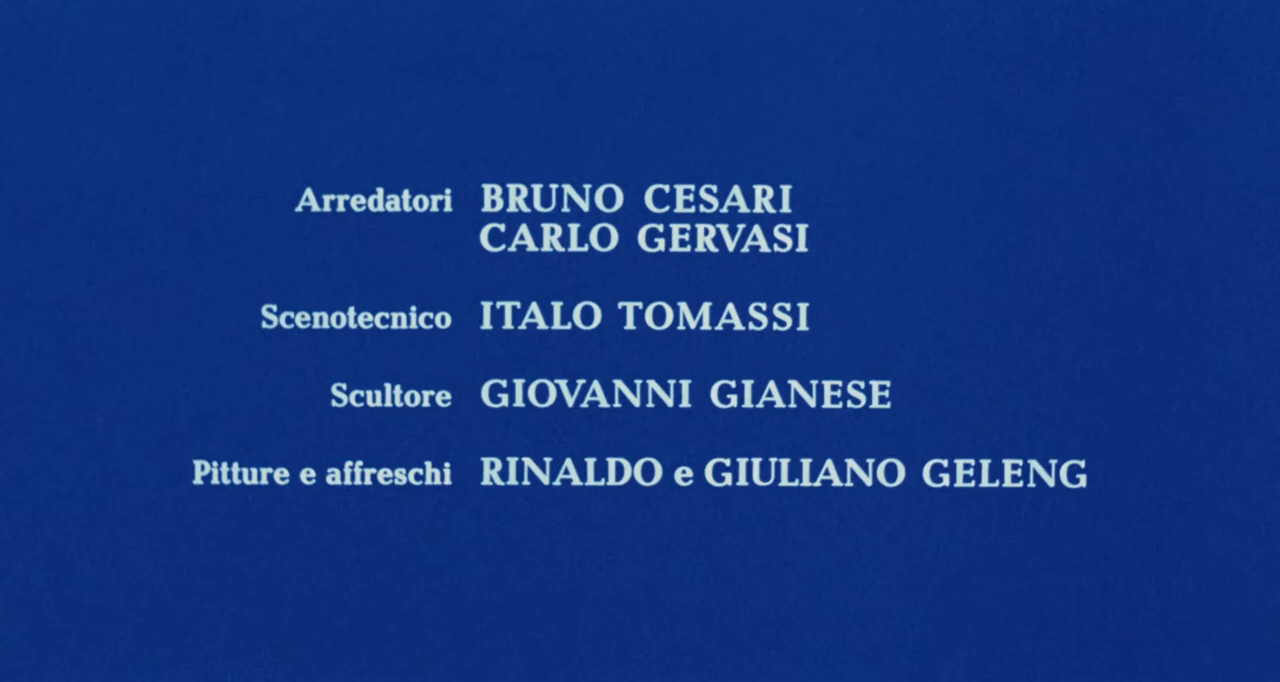 Arredatori BRUNO CESARI
CARLO GERVASI
Scenotecnico ITALO TOMASSI
Scultore GIOVANNI GIANESE
Pitture e affreschi RINALDO e GIULIANO GELENG